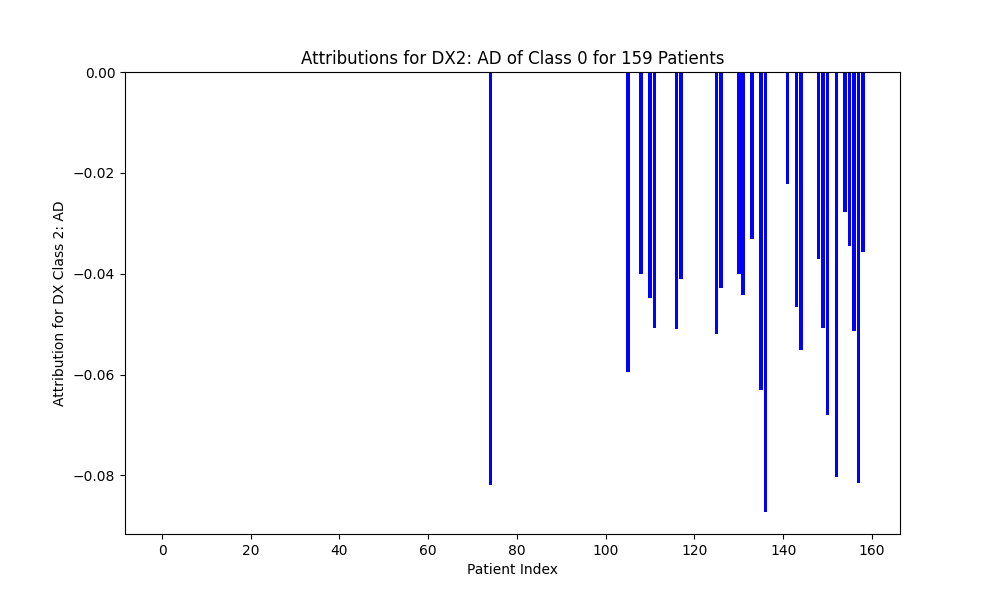 Attributions for DX2: AD of Class 0 for 159 Patients
Attribution for DX Class 2: AD
0.00
−0.02
−0.04
−0.06
−0.08
0 20 40 60 80 100 120 140 160
Patient Index